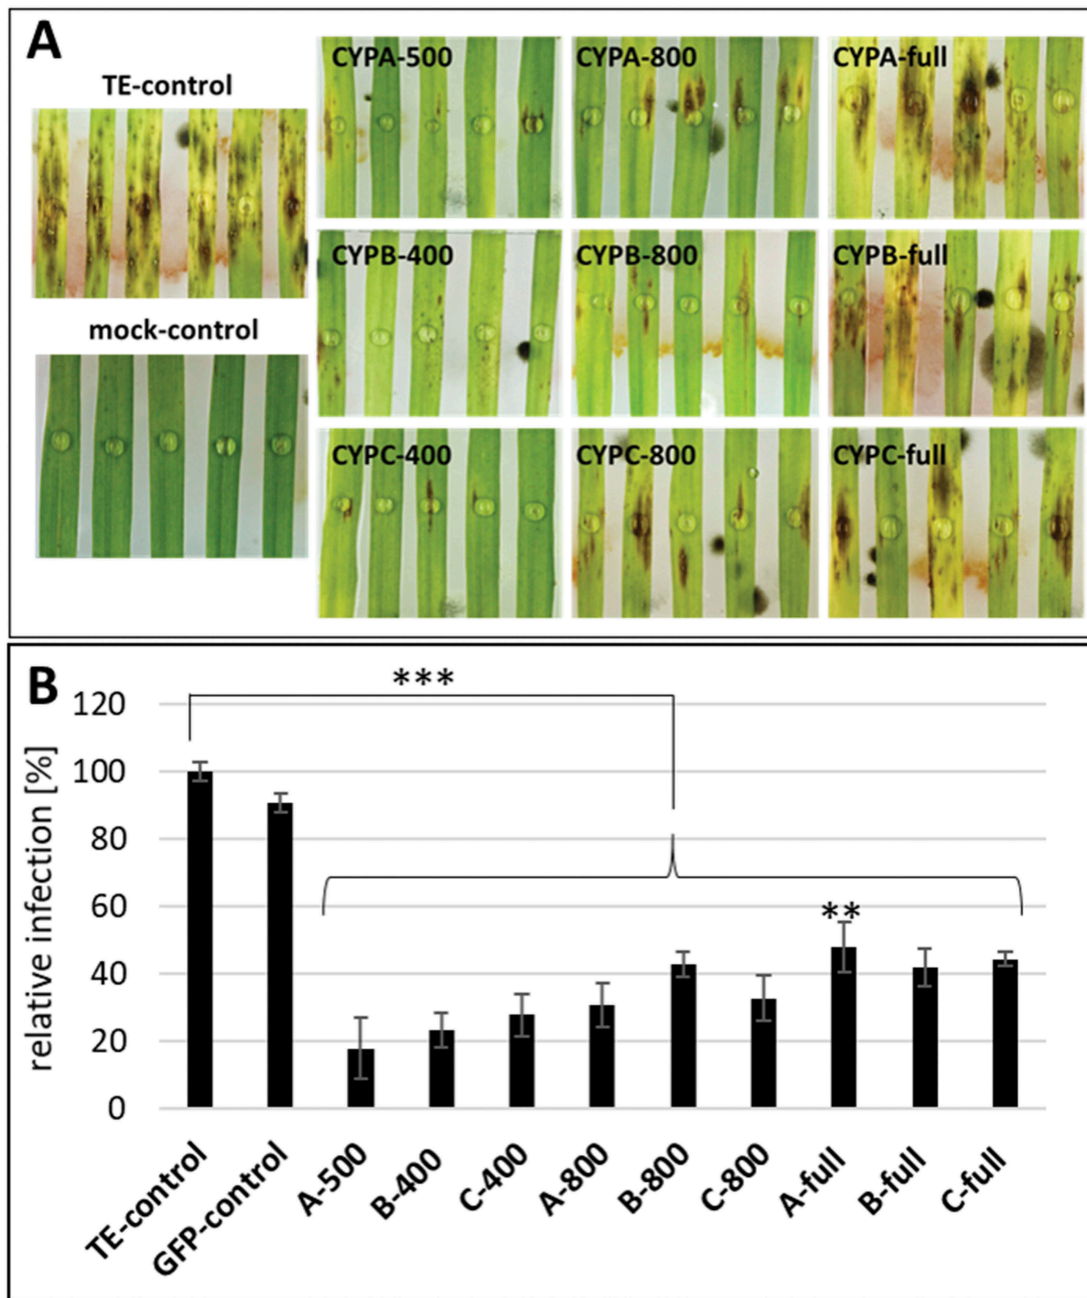 A
TE-control
mock-control
CYPA-500
CYPA-800
CYPA-full
CYPB-400
CYPB-800
CYPB-full
CYPC-400
CYPC-800
CYPC-full
B
relative infection [%]
120
100
80
60
40
20
0
***
**
TE-control
GFP-control
A-500
B-400
C-400
A-800
B-800
C-800
A-full
B-full
C-full